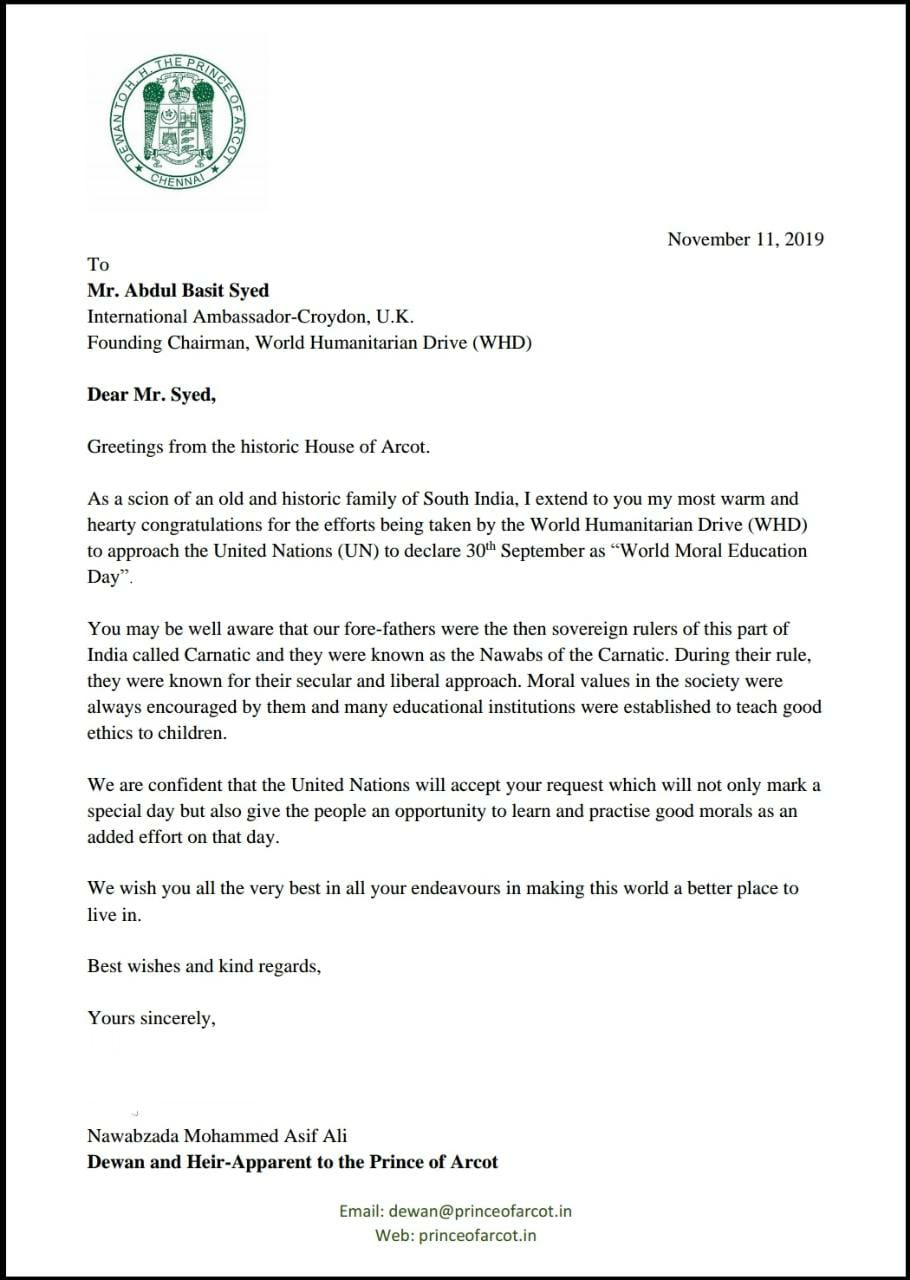 DEWAN TO H. H. THE PRINCE OF ARCOT
★ CHENNAI ★
November 11, 2019
To
Mr. Abdul Basit Syed
International Ambassador-Croydon, U.K.
Founding Chairman, World Humanitarian Drive (WHD)
Dear Mr. Syed,
Greetings from the historic House of Arcot.
As a scion of an old and historic family of South India, I extend to you my most warm and
hearty congratulations for the efforts being taken by the World Humanitarian Drive (WHD)
to approach the United Nations (UN) to declare 30th September as “World Moral Education
Day”.
You may be well aware that our fore-fathers were the then sovereign rulers of this part of
India called Carnatic and they were known as the Nawabs of the Carnatic. During their rule,
they were known for their secular and liberal approach. Moral values in the society were
always encouraged by them and many educational institutions were established to teach good
ethics to children.
We are confident that the United Nations will accept your request which will not only mark a
special day but also give the people an opportunity to learn and practise good morals as an
added effort on that day.
We wish you all the very best in all your endeavours in making this world a better place to
live in.
Best wishes and kind regards,
Yours sincerely,
Nawabzada Mohammed Asif Ali
Dewan and Heir-Apparent to the Prince of Arcot
Email: dewan@princeofarcot.in
Web: princeofarcot.in